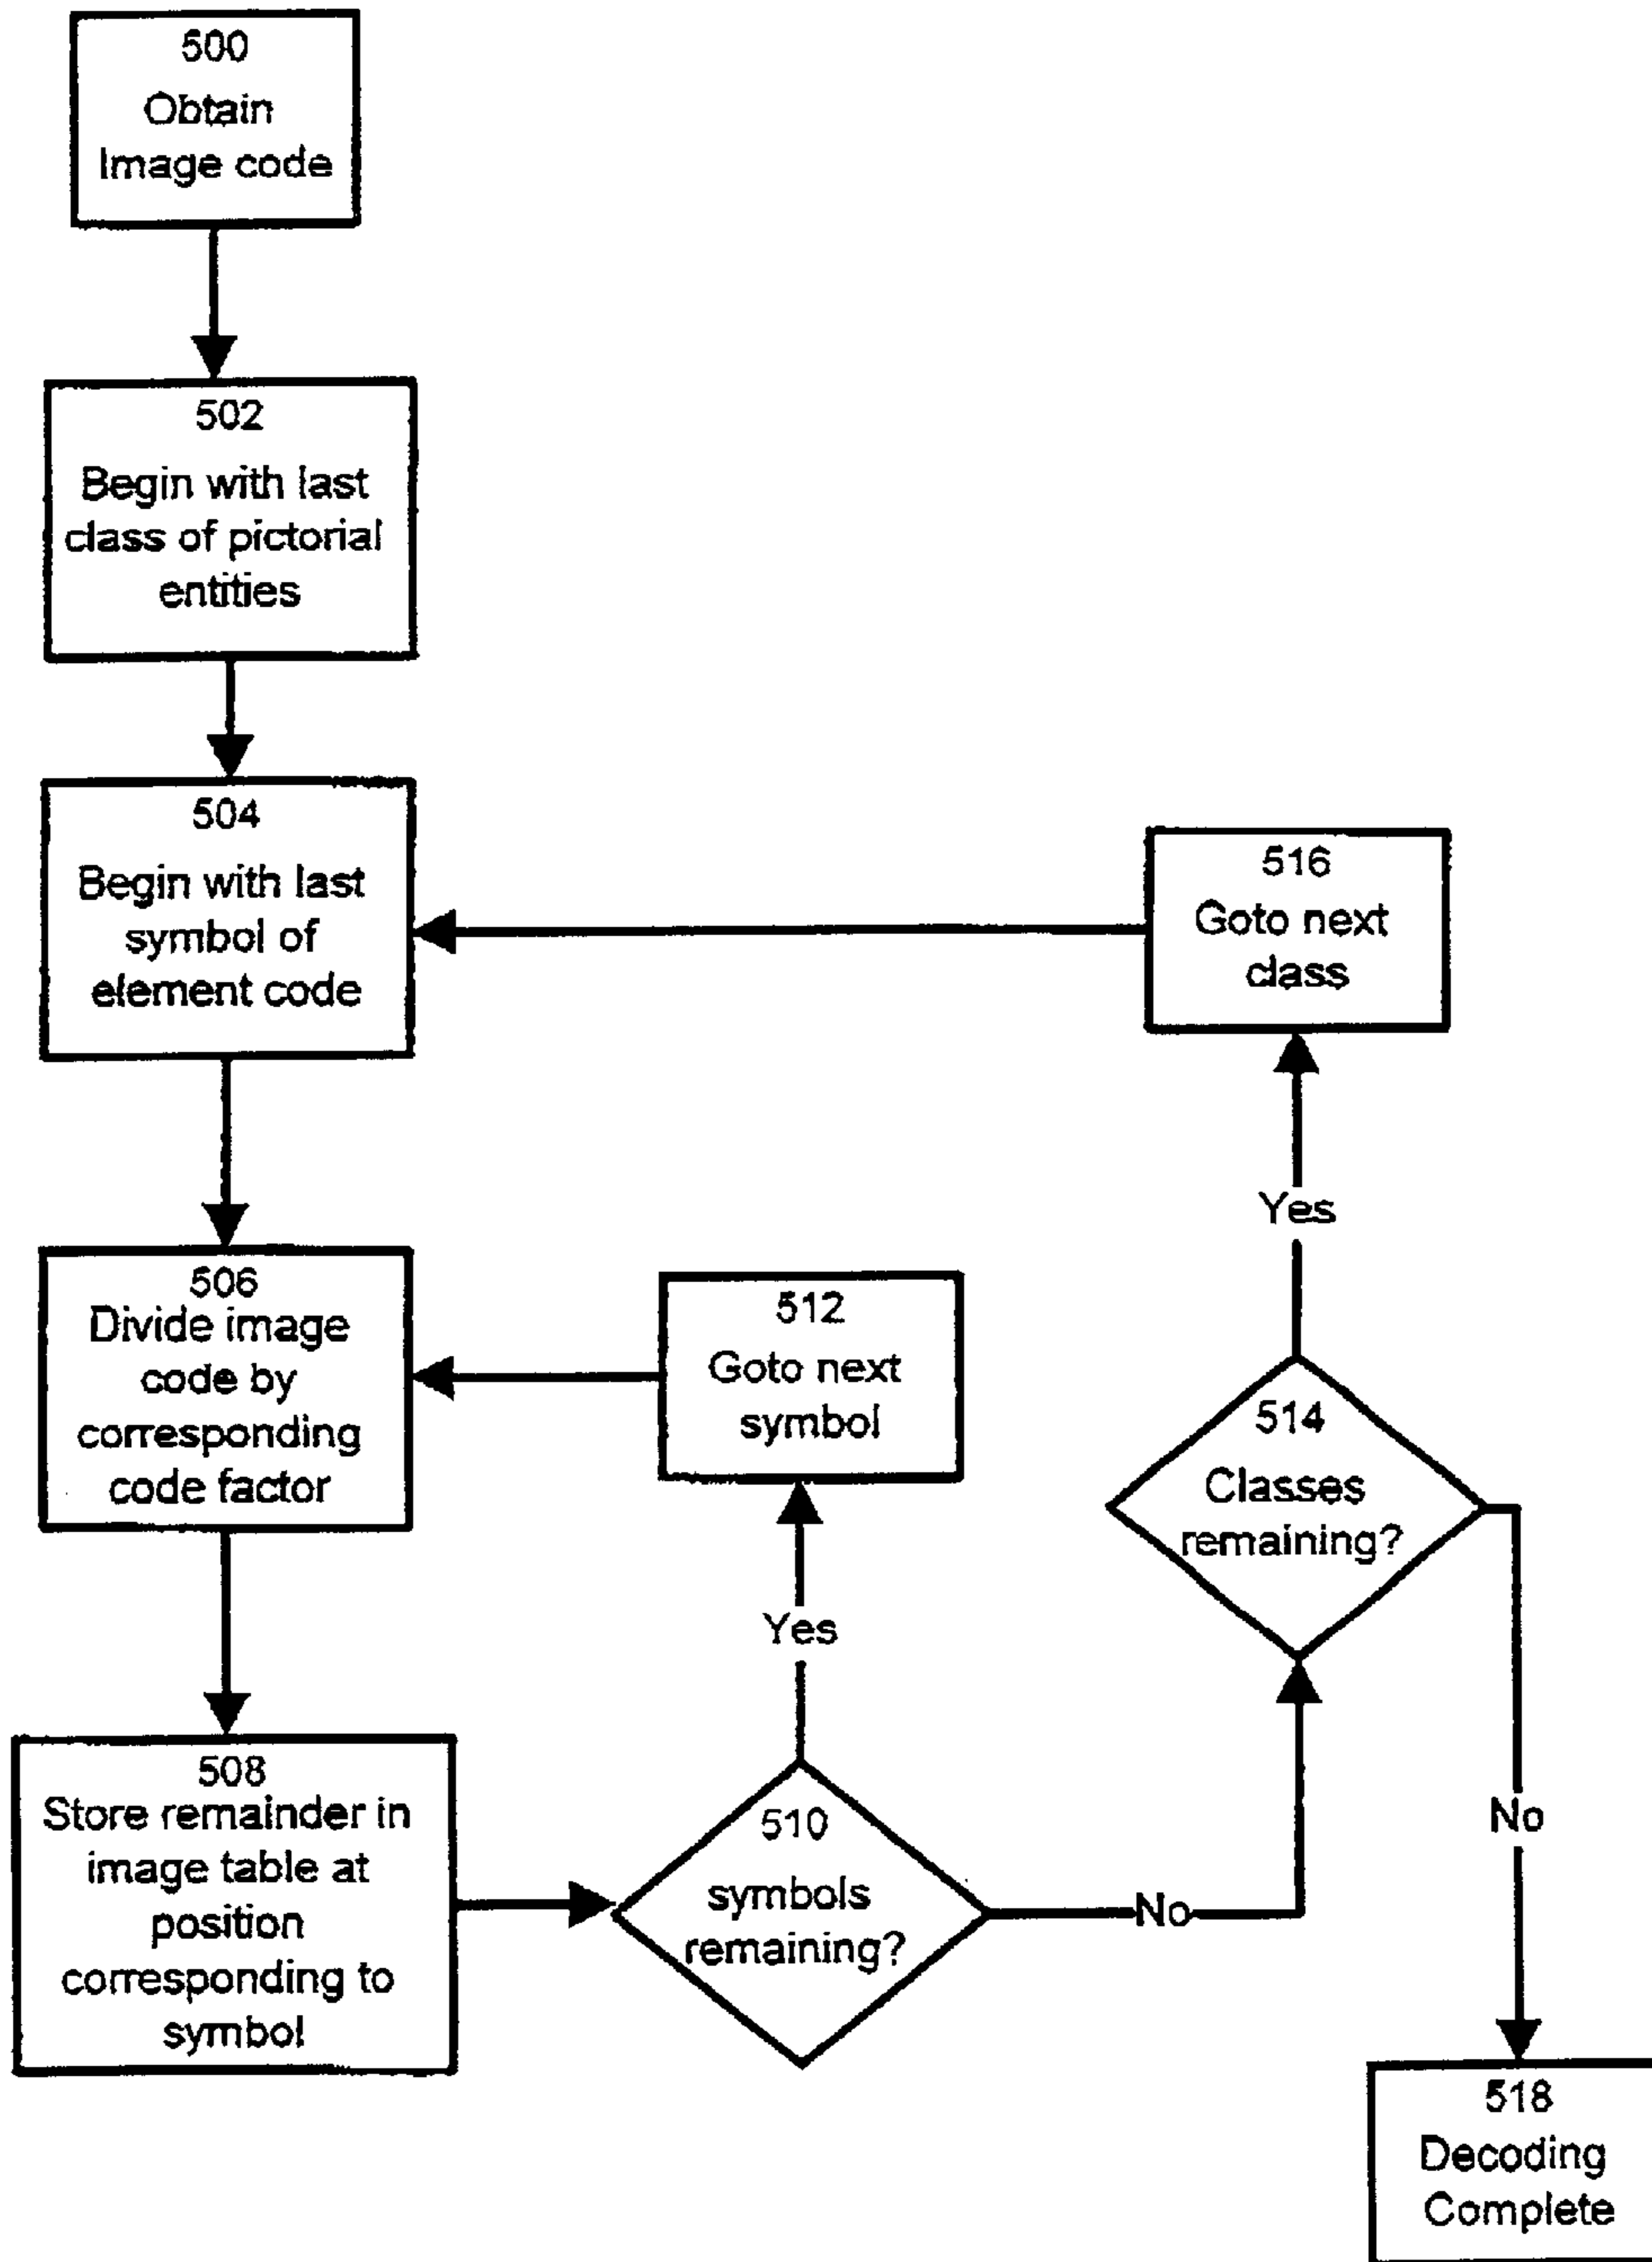 500
Obtain
Image code
502
Begin with last
class of pictorial
entities
504
Begin with last
symbol of
element code
516
Goto next
class
Yes
506
Divide image
code by
corresponding
code factor
512
Goto next
symbol
514
Classes
remaining?
Yes
508
Store remainder in
image table at
position
corresponding to
symbol
510
symbols
remaining?
No
No
518
Decoding
Complete